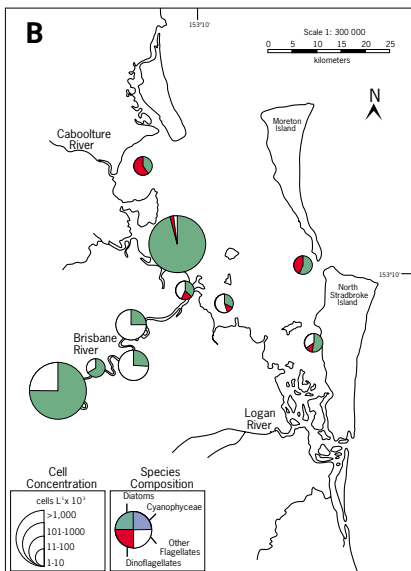 B
153°10'
Scale 1: 300 000
0 5 10 15 20 25
kilometers
N
Caboolture
River
Moreton
Island
153°10'
North
Stradbroke
Island
Brisbane
River
Logan
River
Cell
Concentration
cells L⁻¹x 10³
>1,000
101-1000
11-100
1-10
Species
Composition
Diatoms
Cyanophyceae
Other
Flagellates
Dinoflagellates